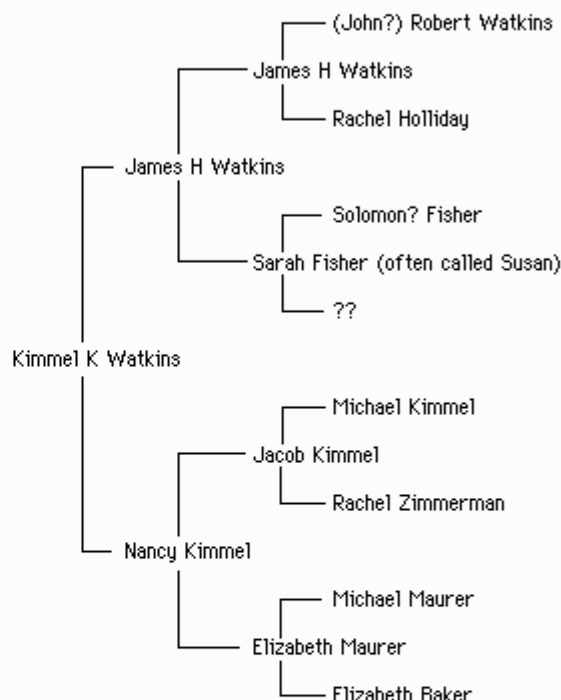 (John?) Robert Watkins
James H Watkins
Rachel Holliday
James H Watkins
Solomon? Fisher
Sarah Fisher (often called Susan)
??
Kimmel K Watkins
Michael Kimmel
Jacob Kimmel
Rachel Zimmerman
Nancy Kimmel
Michael Maurer
Elizabeth Maurer
Elizabeth Baker